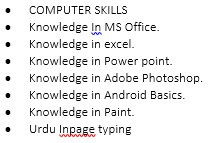 • COMPUTER SKILLS
• Knowledge In MS Office.
• Knowledge in excel.
• Knowledge in Power point.
• Knowledge in Adobe Photoshop.
• Knowledge in Android Basics.
• Knowledge in Paint.
• Urdu Inpage typing